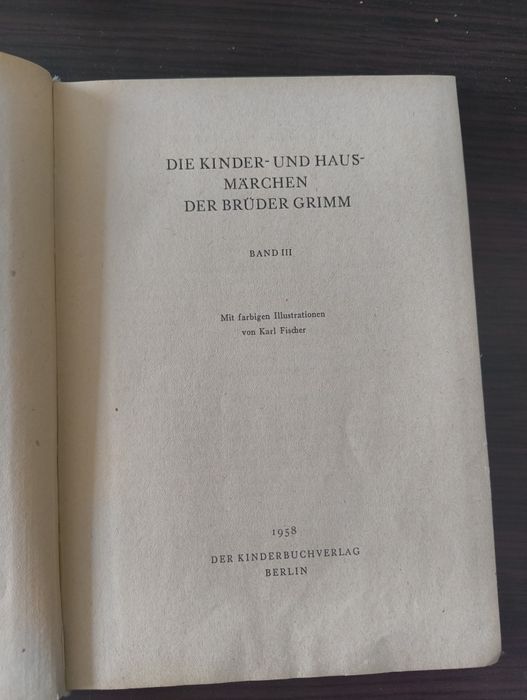 DIE KINDER- UND HAUS-
MÄRCHEN
DER BRÜDER GRIMM
BAND III
Mit farbigen Illustrationen
von Karl Fischer
1958
DER KINDERBUCHVERLAG
BERLIN